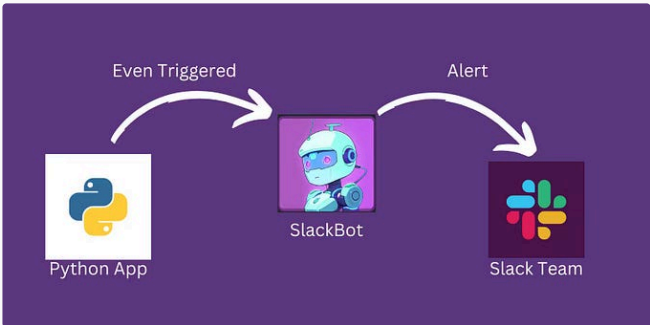 Even Triggered
Alert
SlackBot
Python App
Slack Team